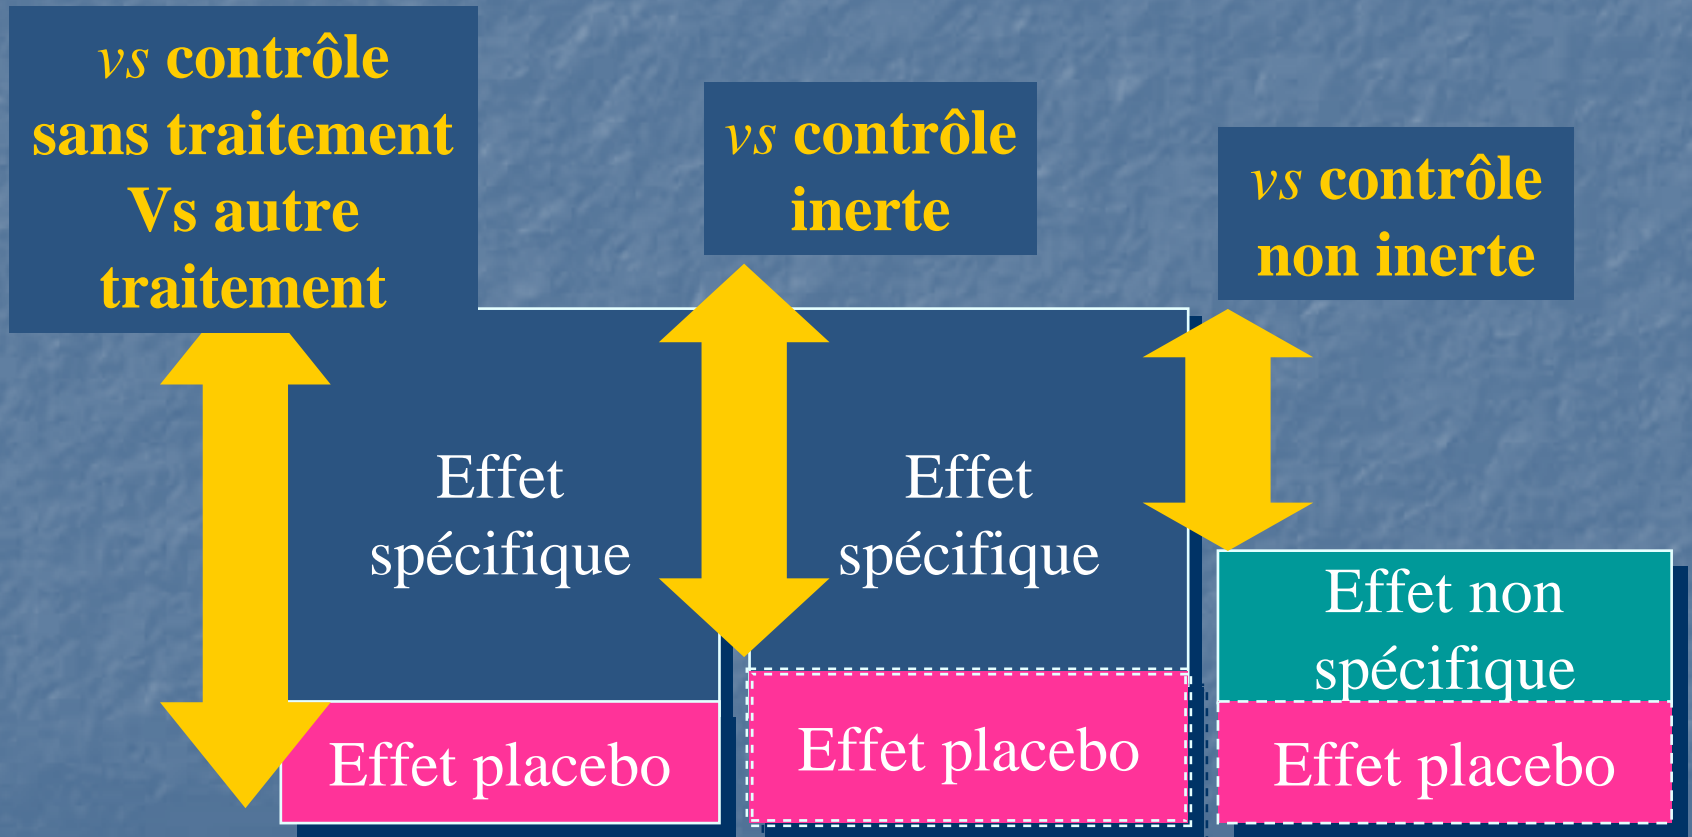 vs contrôle
sans traitement
Vs autre
traitement
vs contrôle
inerte
vs contrôle
non inerte
Effet
spécifique
Effet placebo
Effet
spécifique
Effet placebo
Effet non
spécifique
Effet placebo